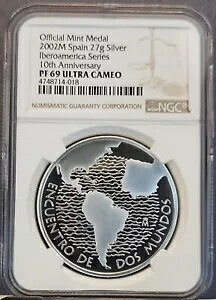 Official Mint Medal
2002M Spain 27g Silver
Iberoamerica Series
10th Anniversary
PF 69 ULTRA CAMEO
4748714-018
NUMISMATIC GUARANTY CORPORATION
NGC
ENCUENTRO DE DOS MUNDOS